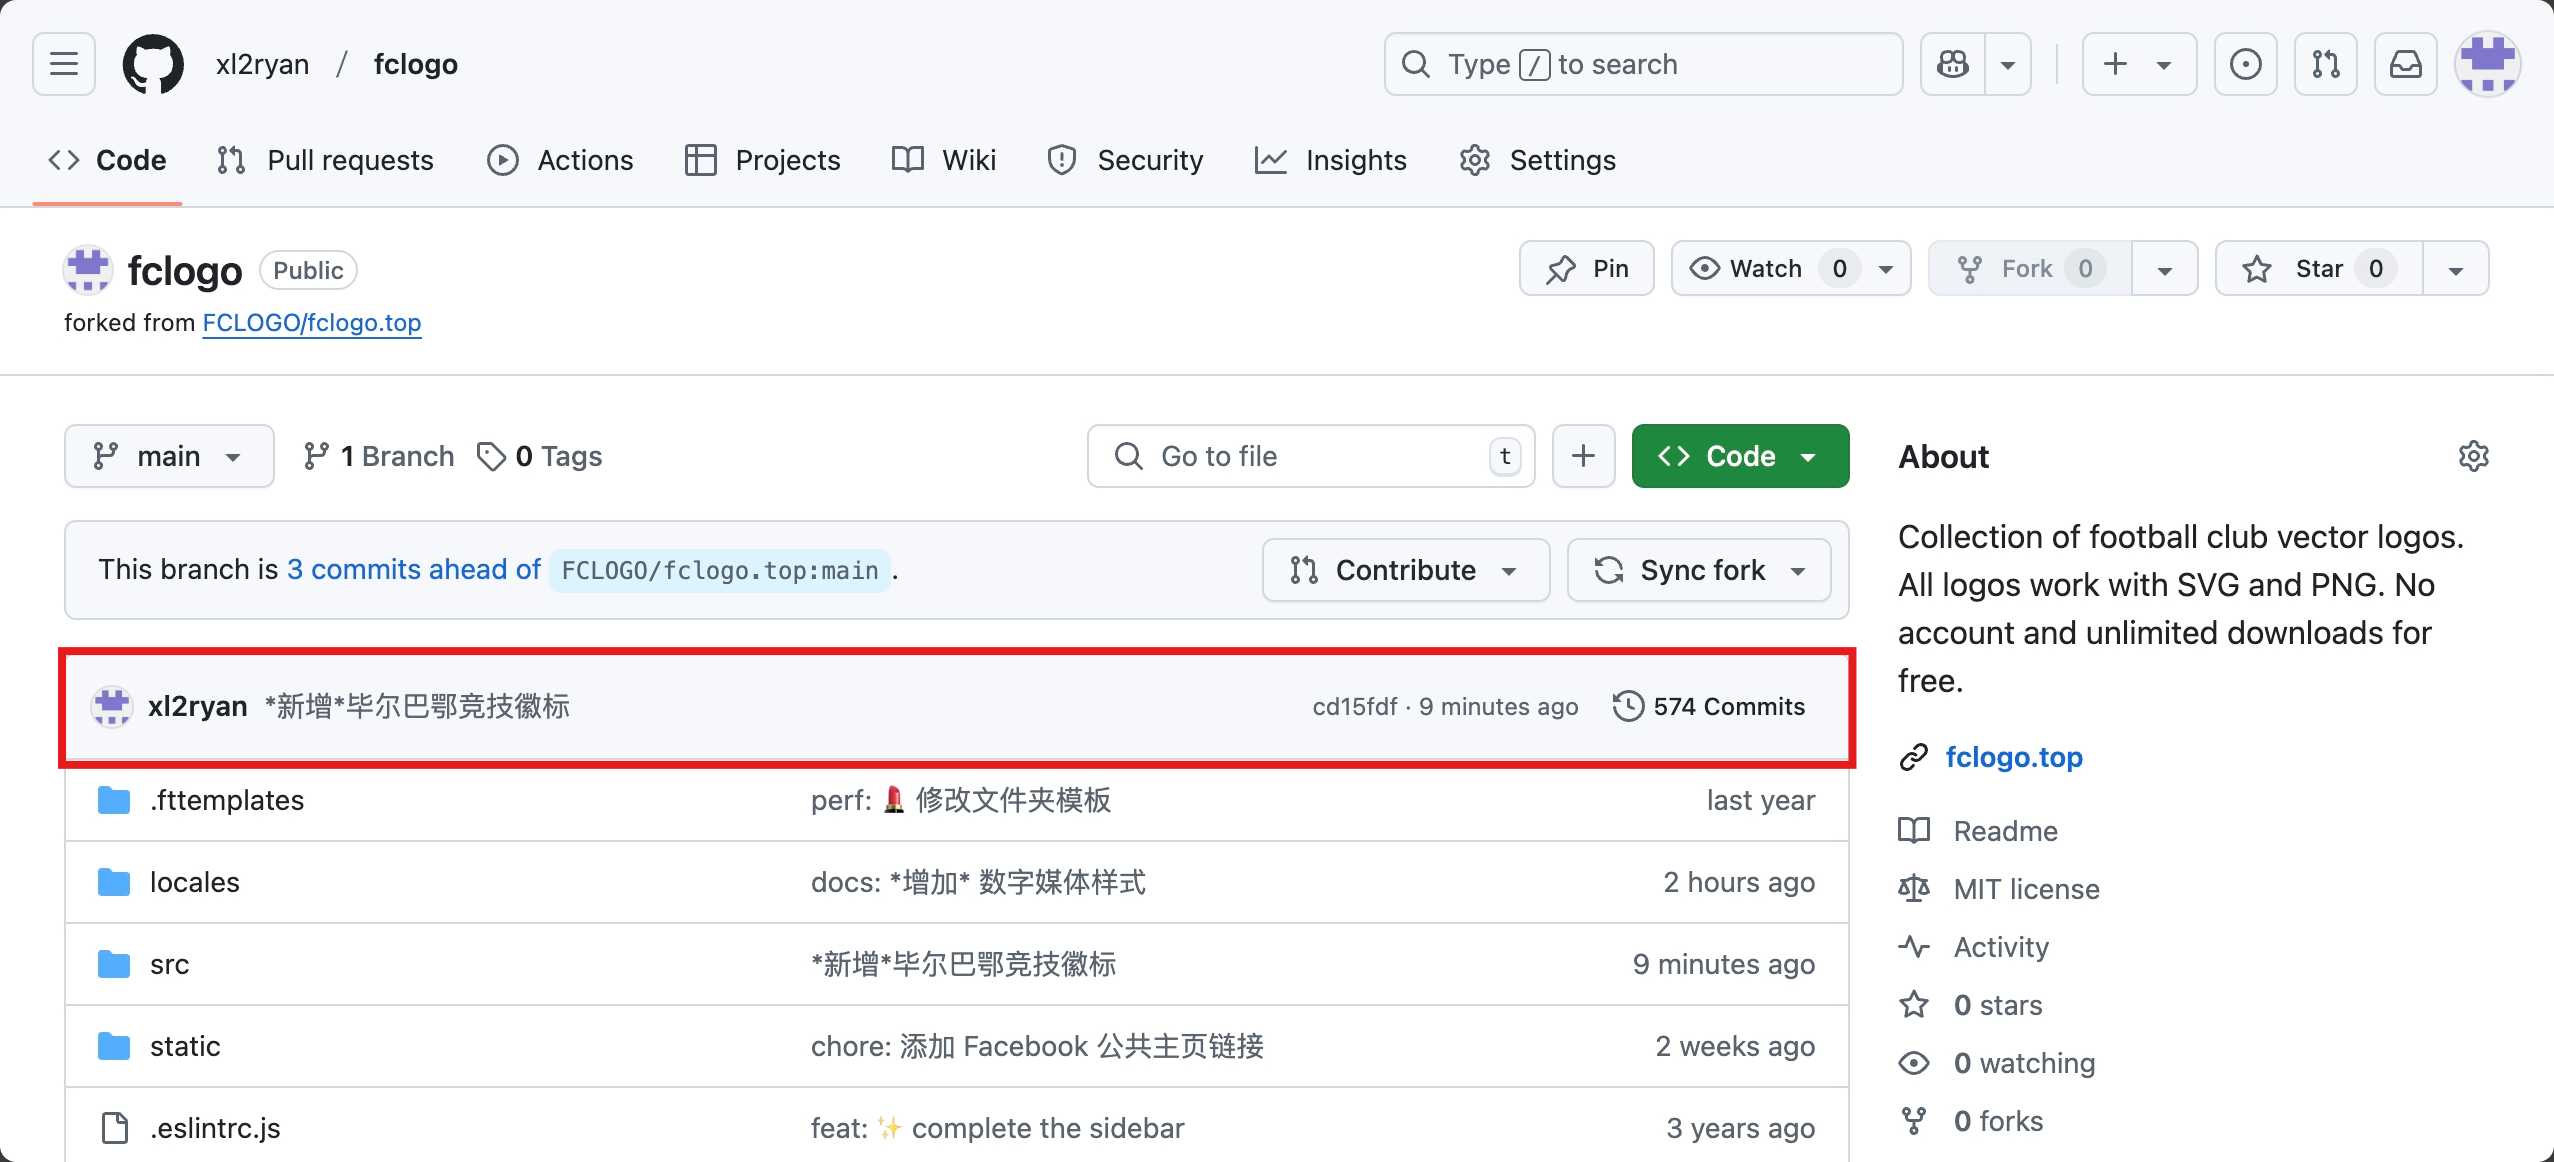 xl2ryan / fclogo
Type / to search
Code Pull requests Actions Projects Wiki Security Insights Settings
fclogo Public
Pin Watch 0 Fork 0 Star 0
forked from FCLOGO/fclogo.top
main 1 Branch 0 Tags
Go to file t
Code
This branch is 3 commits ahead of FCLOGO/fclogo.top:main .
Contribute Sync fork
xl2ryan *新增*毕尔巴鄂竞技徽标 cd15fdf · 9 minutes ago 574 Commits
.fttemplates perf: 💄 修改文件夹模板 last year
locales docs: *增加* 数字媒体样式 2 hours ago
src *新增*毕尔巴鄂竞技徽标 9 minutes ago
static chore: 添加 Facebook 公共主页链接 2 weeks ago
.eslintrc.js feat: ✨ complete the sidebar 3 years ago
About
Collection of football club vector logos.
All logos work with SVG and PNG. No
account and unlimited downloads for
free.
fclogo.top
Readme
MIT license
Activity
0 stars
0 watching
0 forks